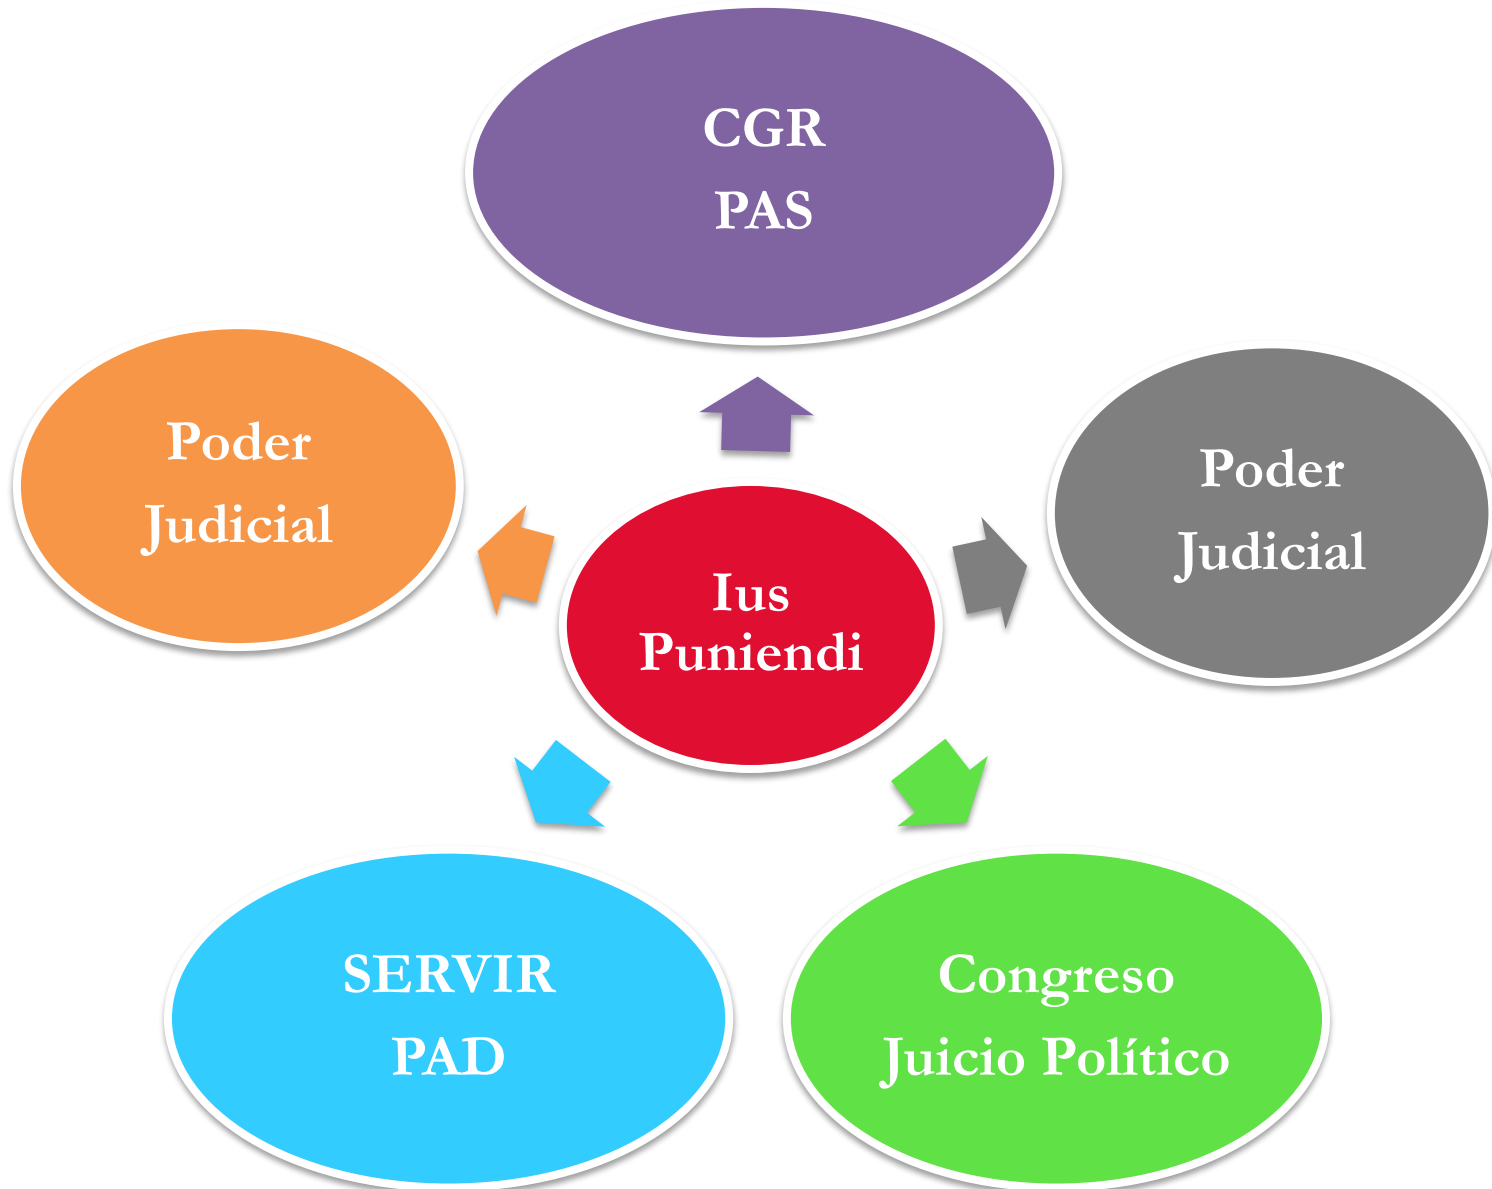 CGR
PAS
Poder
Judicial
Poder
Judicial
Ius
Puniendi
SERVIR
PAD
Congreso
Juicio Político